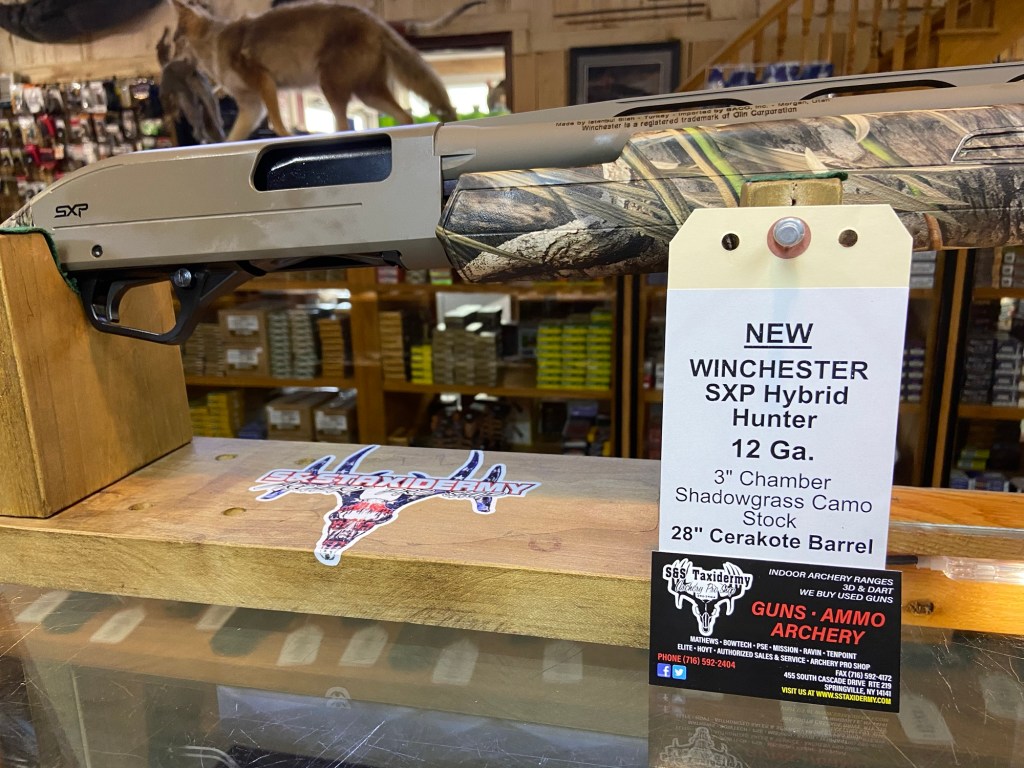 SXP
Made by Istanbul Silah - Turkey - Imported by BACO, Inc. - Morgan, Utah
Winchester is a registered trademark of Olin Corporation
NEW
WINCHESTER
SXP Hybrid
Hunter
12 Ga.
3" Chamber
Shadowgrass Camo
Stock
28" Cerakote Barrel
S&S TAXIDERMY
S&S Taxidermy
INDOOR ARCHERY RANGES
3D & DART
WE BUY USED GUNS
GUNS • AMMO
ARCHERY
MATHEWS • BOWTECH • PSE • MISSION • RAVIN • TENPOINT
ELITE • HOYT • AUTHORIZED SALES & SERVICE • ARCHERY PRO SHOP
PHONE (716) 592-2404
FAX (716) 592-4172
455 SOUTH CASCADE DRIVE RTE 219
SPRINGVILLE, NY 14141
VISIT US AT WWW.SSTAXIDERMY.COM